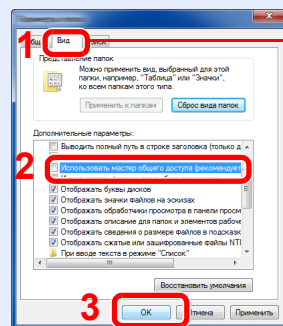 1
Вид
Представление папок
Можно применить вид, выбранный для этой
папки, например, "Таблица" или "Значки",
ко всем папкам этого типа.
Применить к папкам
Сброс вида папок
Дополнительные параметры:
Выводить полный путь в строке заголовка (только д
2
Использовать мастер общего доступа (рекомендует
Отображать буквы дисков
Отображать значки файлов на эскизах
Отображать обработчики просмотра в панели просм
Отображать описание для папок и элементов рабоче
Отображать сведения о размере файлов в подсказк
Отображать сжатые или зашифрованные файлы NTI
При вводе текста в режиме "Список"
Восстановить умолчания
3
OK
Отмена
Применить